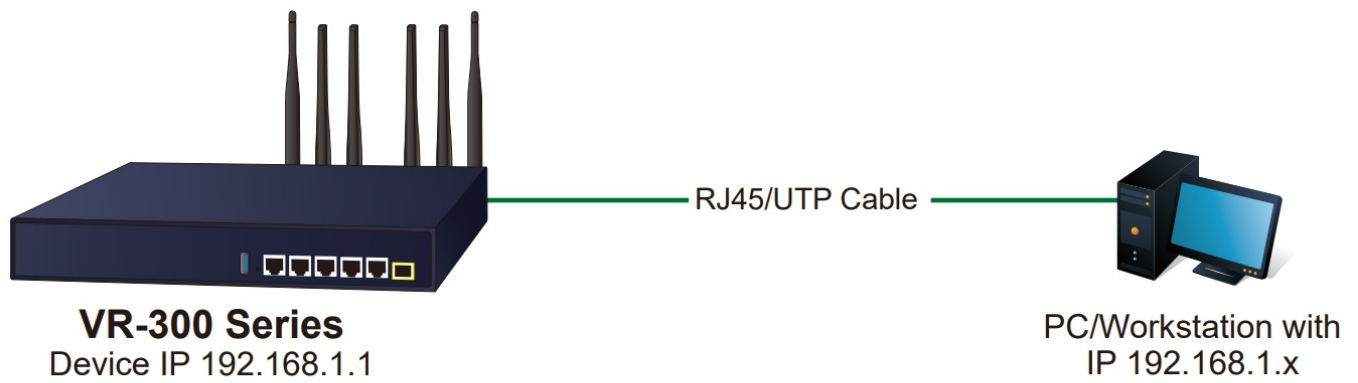 RJ45/UTP Cable
VR-300 Series
Device IP 192.168.1.1
PC/Workstation with
IP 192.168.1.x